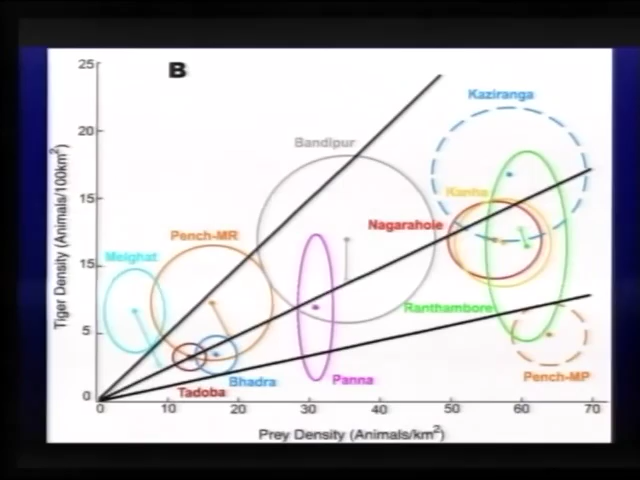 B
25
20
15
15
5
0
Tiger Density (Animals/100km²)
Kaziranga
Bandipur
Kanha
Nagarahole
Pench-MR
Melghat
Ranthambore
Bhadra
Panna
Pench-MP
Tadoba
0 10 20 30 40 50 60 70
Prey Density (Animals/km²)